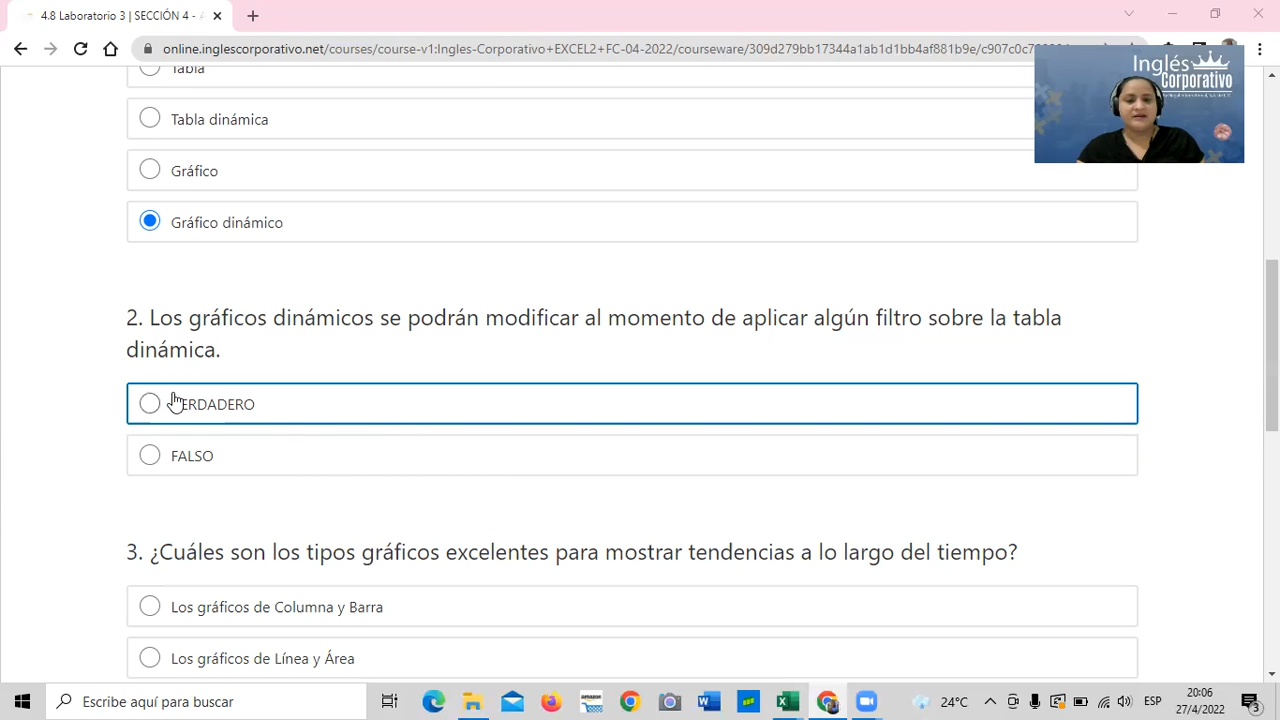 4.8 Laboratorio 3 | SECCIÓN 4 -
online.inglescorporativo.net/courses/course-v1:Ingles-Corporativo+EXCEL2+FC-04-2022/courseware/309d279bb17344a1ab1d1bb4af881b9e/
Inglés
Corporativo
Tabla
Tabla dinámica
Gráfico
Gráfico dinámico
2. Los gráficos dinámicos se podrán modificar al momento de aplicar algún filtro sobre la tabla
dinámica.
ERDADERO
FALSO
3. ¿Cuáles son los tipos gráficos excelentes para mostrar tendencias a lo largo del tiempo?
Los gráficos de Columna y Barra
Los gráficos de Línea y Área
Escribe aquí para buscar
amazon
24°C
ESP
20:06
27/4/2022
3